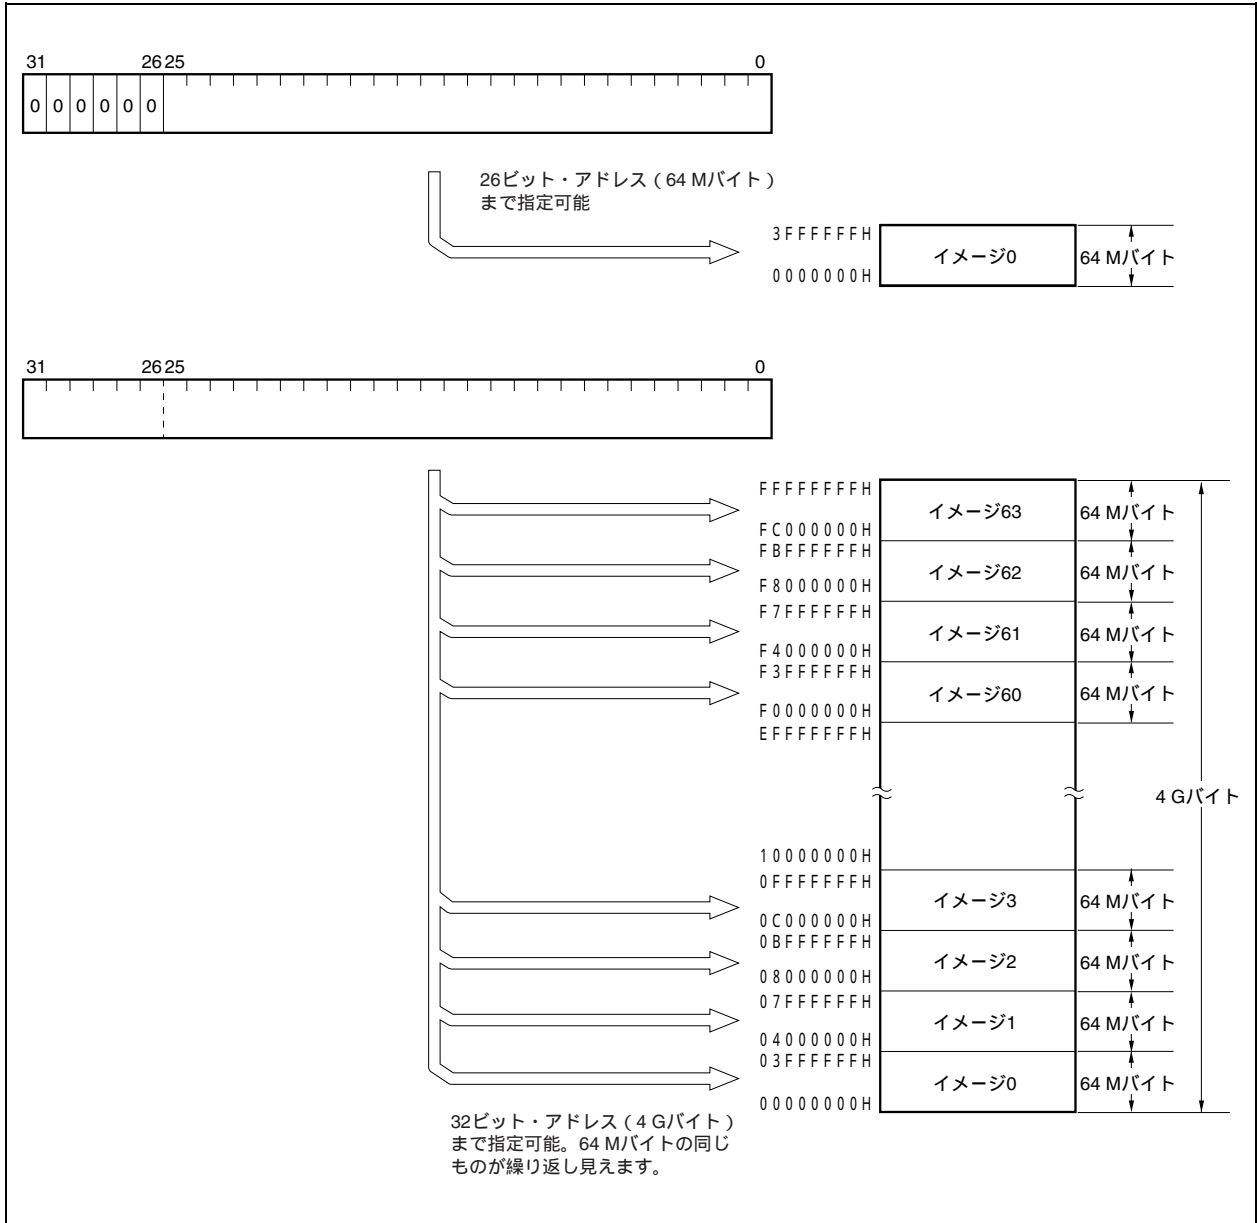 31 26 25 0
0 0 0 0 0 0
26ビット・アドレス（64 Mバイト）
まで指定可能
3FFFFFFH
イメージ0
64 Mバイト
0000000H
31 26 25 0
FFFFFFFFH
イメージ63
64 Mバイト
FC000000H
FBFFFFFFH
イメージ62
64 Mバイト
F8000000H
F7FFFFFFH
イメージ61
64 Mバイト
F4000000H
F3FFFFFFH
イメージ60
64 Mバイト
F0000000H
EFFFFFFFH
4 Gバイト
10000000H
0FFFFFFFH
イメージ3
64 Mバイト
0C000000H
0BFFFFFFH
イメージ2
64 Mバイト
08000000H
07FFFFFFH
イメージ1
64 Mバイト
04000000H
03FFFFFFH
イメージ0
64 Mバイト
00000000H
32ビット・アドレス（4 Gバイト）
まで指定可能。64 Mバイトの同じ
ものが繰り返し見えます。